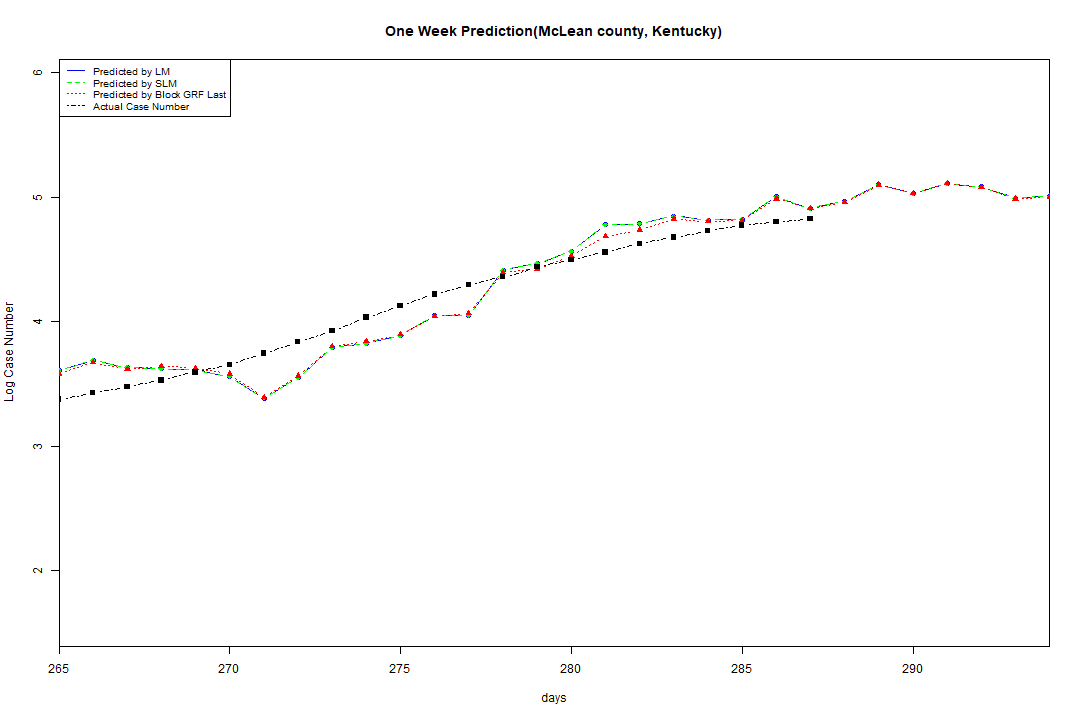 One Week Prediction(McLean county, Kentucky)
Predicted by LM
Predicted by SLM
Predicted by Block GRF Last
Actual Case Number
Log Case Number
6
5
4
3
2
265 270 275 280 285 290
days